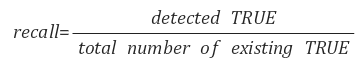 recall= detected TRUE
total number of existing TRUE